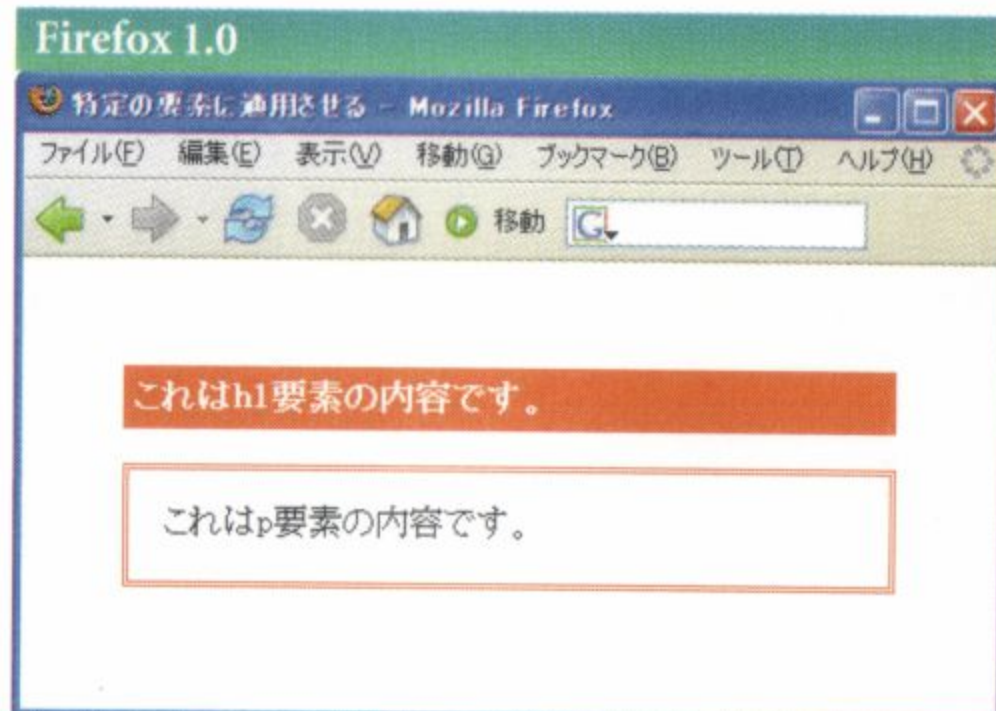 Firefox 1.0
特定の要素に適用させる - Mozilla Firefox
ファイル(F) 編集(E) 表示(V) 移動(G) ブックマーク(B) ツール(T) ヘルプ(H)
移動 G
これはh1要素の内容です。
これはp要素の内容です。